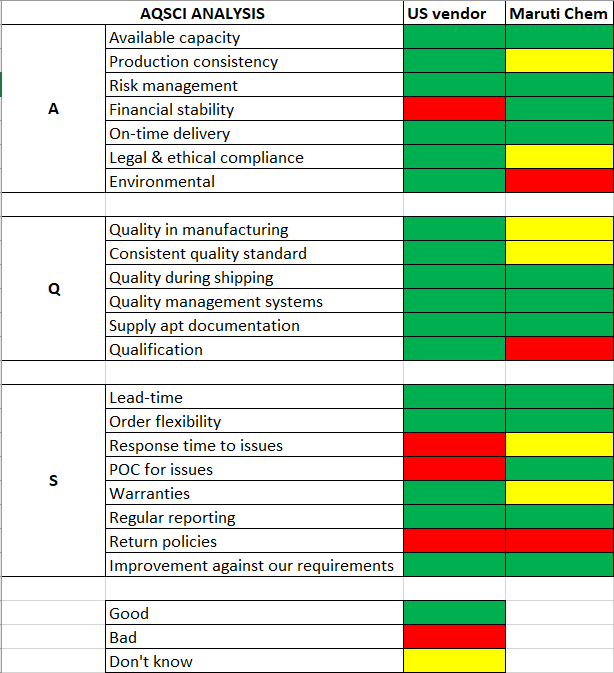 AQSCI ANALYSIS US vendor Maruti Chem
A
Available capacity
Production consistency
Risk management
Financial stability
On-time delivery
Legal & ethical compliance
Environmental
Q
Quality in manufacturing
Consistent quality standard
Quality during shipping
Quality management systems
Supply apt documentation
Qualification
S
Lead-time
Order flexibility
Response time to issues
POC for issues
Warranties
Regular reporting
Return policies
Improvement against our requirements
Good
Bad
Don't know